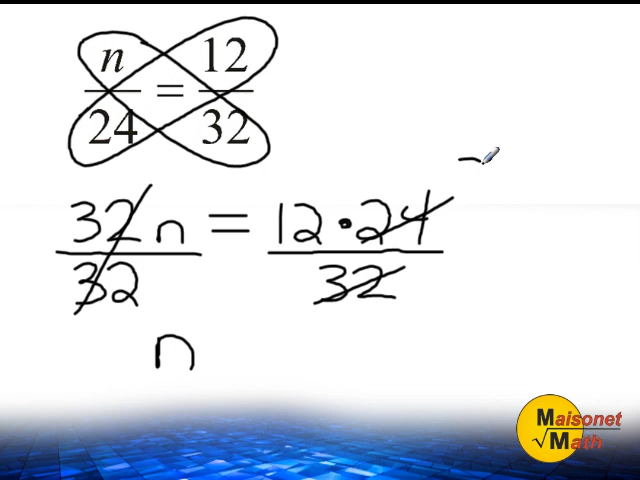 n/24 = 12/32
32n = 12 · 24
32 32
n
Maisonet
√Math